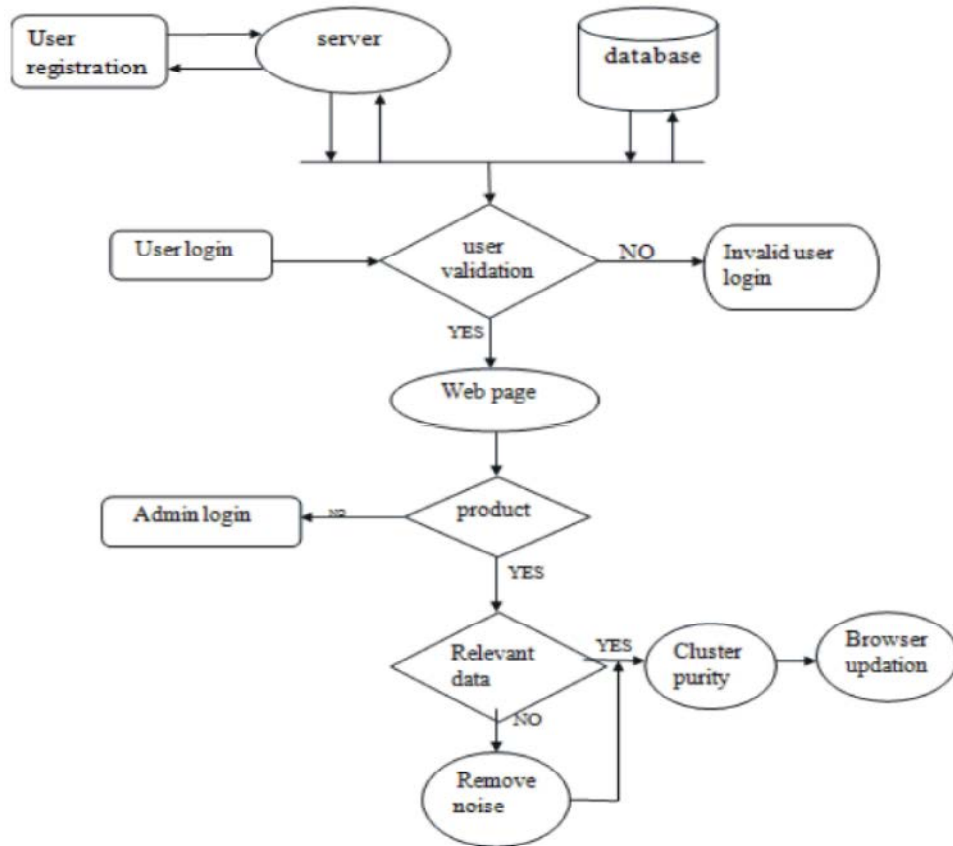 User
registration
server
database
User login
user
validation
NO
Invalid user
login
YES
Web page
Admin login
product
YES
Relevant
data
YES
Cluster
purity
Browser
updation
NO
Remove
noise